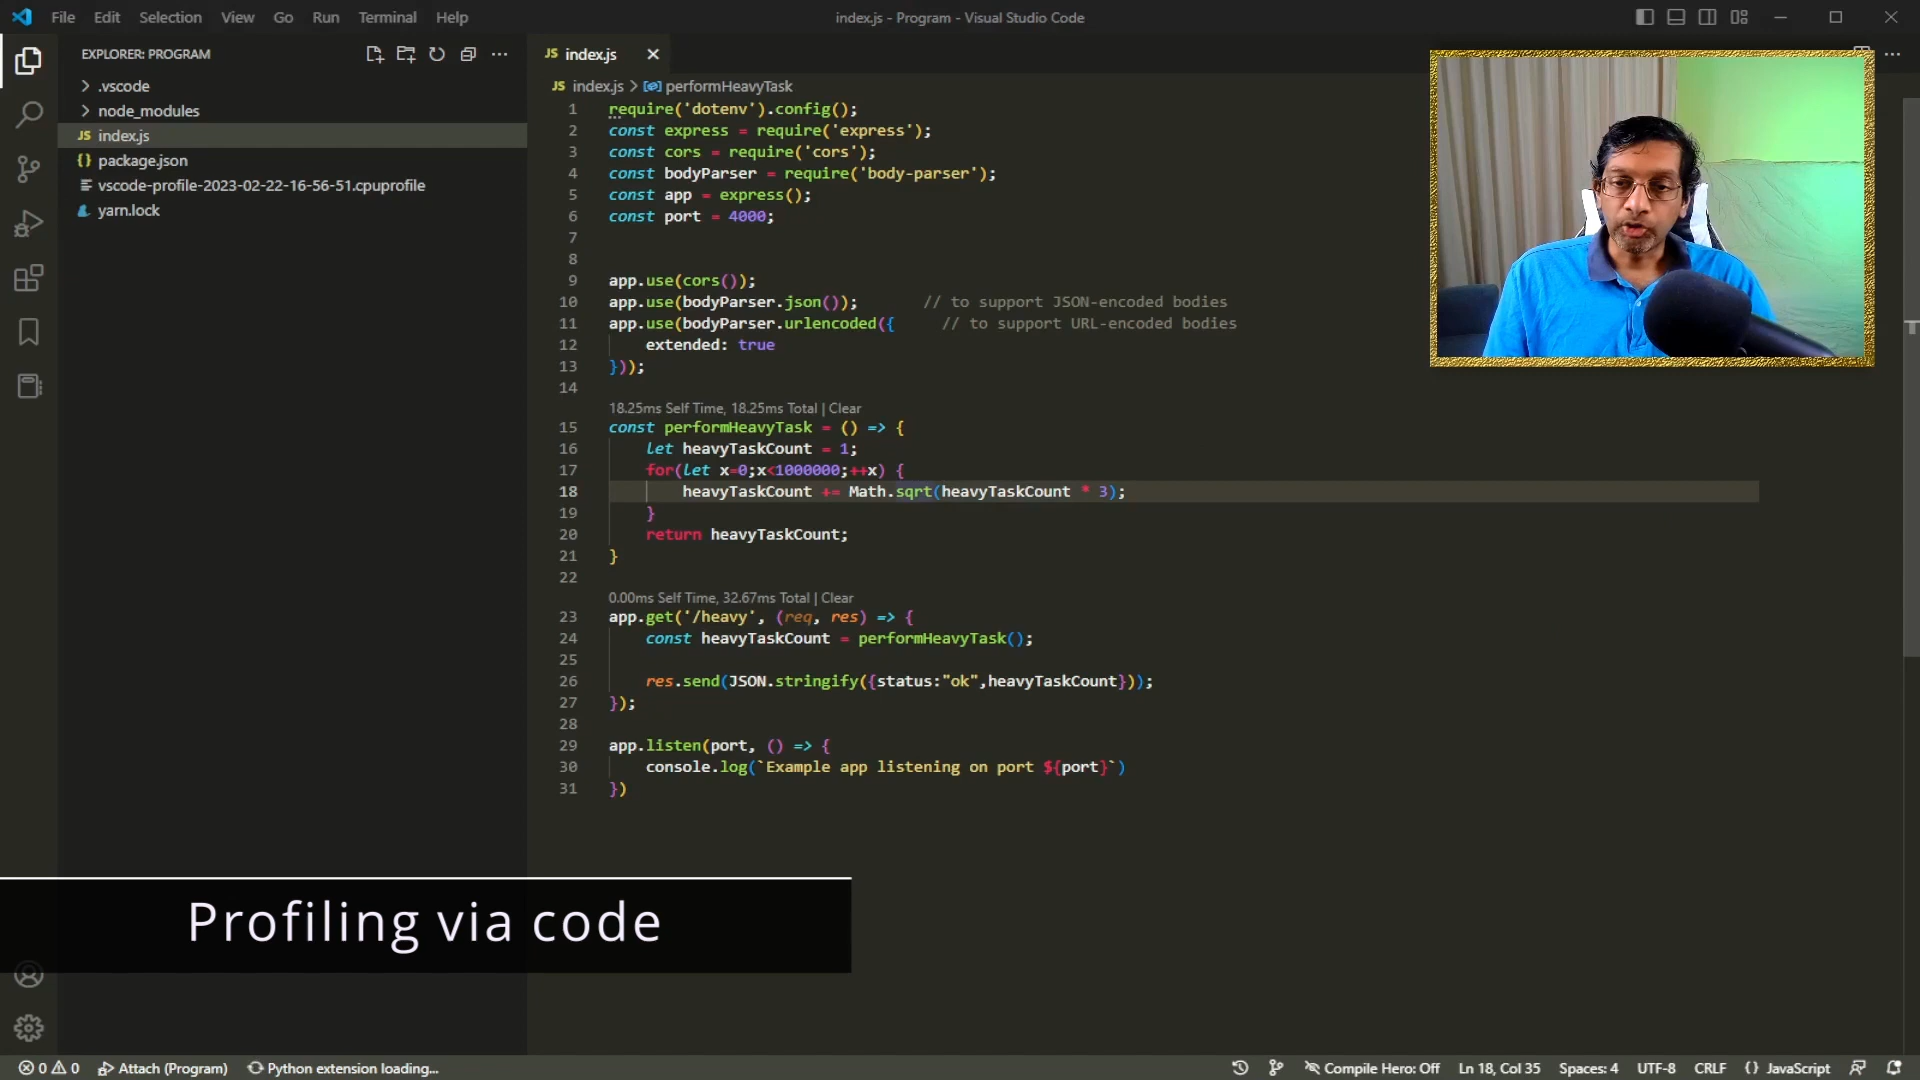 File Edit Selection View Go Run Terminal Help
index.js - Program - Visual Studio Code
EXPLORER: PROGRAM
.vscode
node_modules
JS index.js
{} package.json
vscode-profile-2023-02-22-16-56-51.cpuprofile
yarn.lock
JS index.js
JS index.js > performHeavyTask
1 require('dotenv').config();
2 const express = require('express');
3 const cors = require('cors');
4 const bodyParser = require('body-parser');
5 const app = express();
6 const port = 4000;
7
8
9 app.use(cors());
10 app.use(bodyParser.json()); // to support JSON-encoded bodies
11 app.use(bodyParser.urlencoded({ // to support URL-encoded bodies
12 extended: true
13 }));
14
18.25ms Self Time, 18.25ms Total | Clear
15 const performHeavyTask = () => {
16 let heavyTaskCount = 1;
17 for(let x=0;x<1000000;++x) {
18 heavyTaskCount += Math.sqrt(heavyTaskCount * 3);
19 }
20 return heavyTaskCount;
21 }
22
0.00ms Self Time, 32.67ms Total | Clear
23 app.get('/heavy', (req, res) => {
24 const heavyTaskCount = performHeavyTask();
25
26 res.send(JSON.stringify({status:"ok",heavyTaskCount}));
27 });
28
29 app.listen(port, () => {
30 console.log(`Example app listening on port ${port}`)
31 })
Profiling via code
0 0 Attach (Program) Python extension loading...
Compile Hero: Off Ln 18, Col 35 Spaces: 4 UTF-8 CRLF {} JavaScript